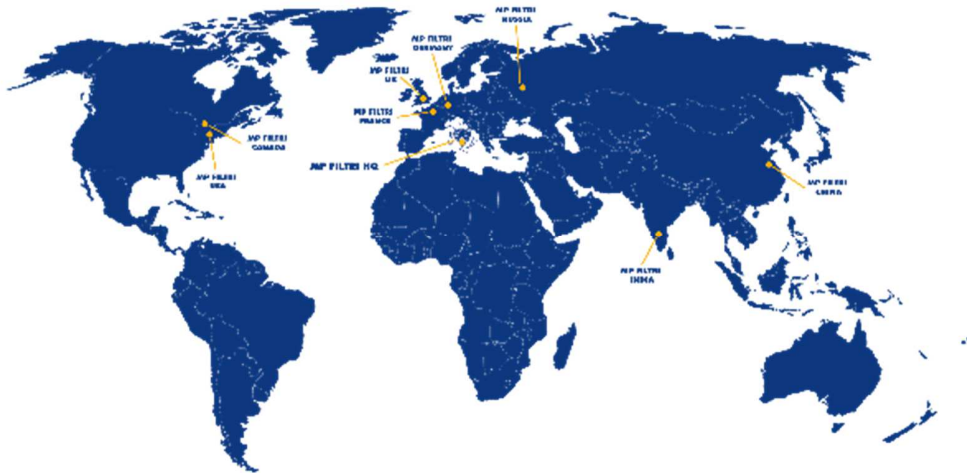 MP FILTRI
RUSSIA
MP FILTRI
GERMANY
MP FILTRI
UK
MP FILTRI
FRANCE
MP FILTRI HQ
MP FILTRI
CANADA
MP FILTRI
USA
MP FILTRI
CHINA
MP FILTRI
INDIA